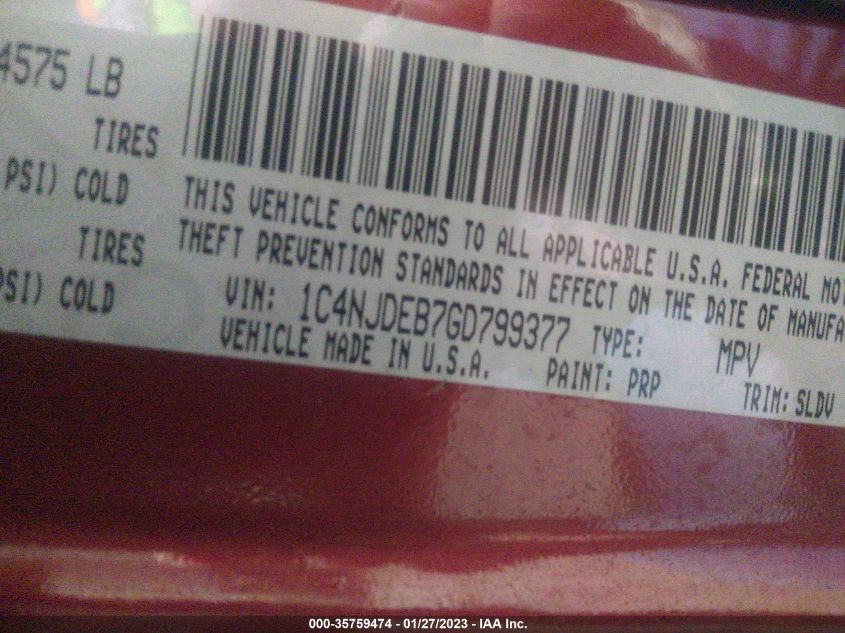 4575 LB
TIRES
PSI) COLD
TIRES
PSI) COLD
THIS VEHICLE CONFORMS TO ALL APPLICABLE U.S.A. FEDERAL MOT
THEFT PREVENTION STANDARDS IN EFFECT ON THE DATE OF MANUFA
VIN: 1C4NJDEB7GD799377 TYPE: MPV
VEHICLE MADE IN U.S.A. PAINT: PRP TRIM: SLDV
000-35759474 — 01/27/2023 - IAA Inc.